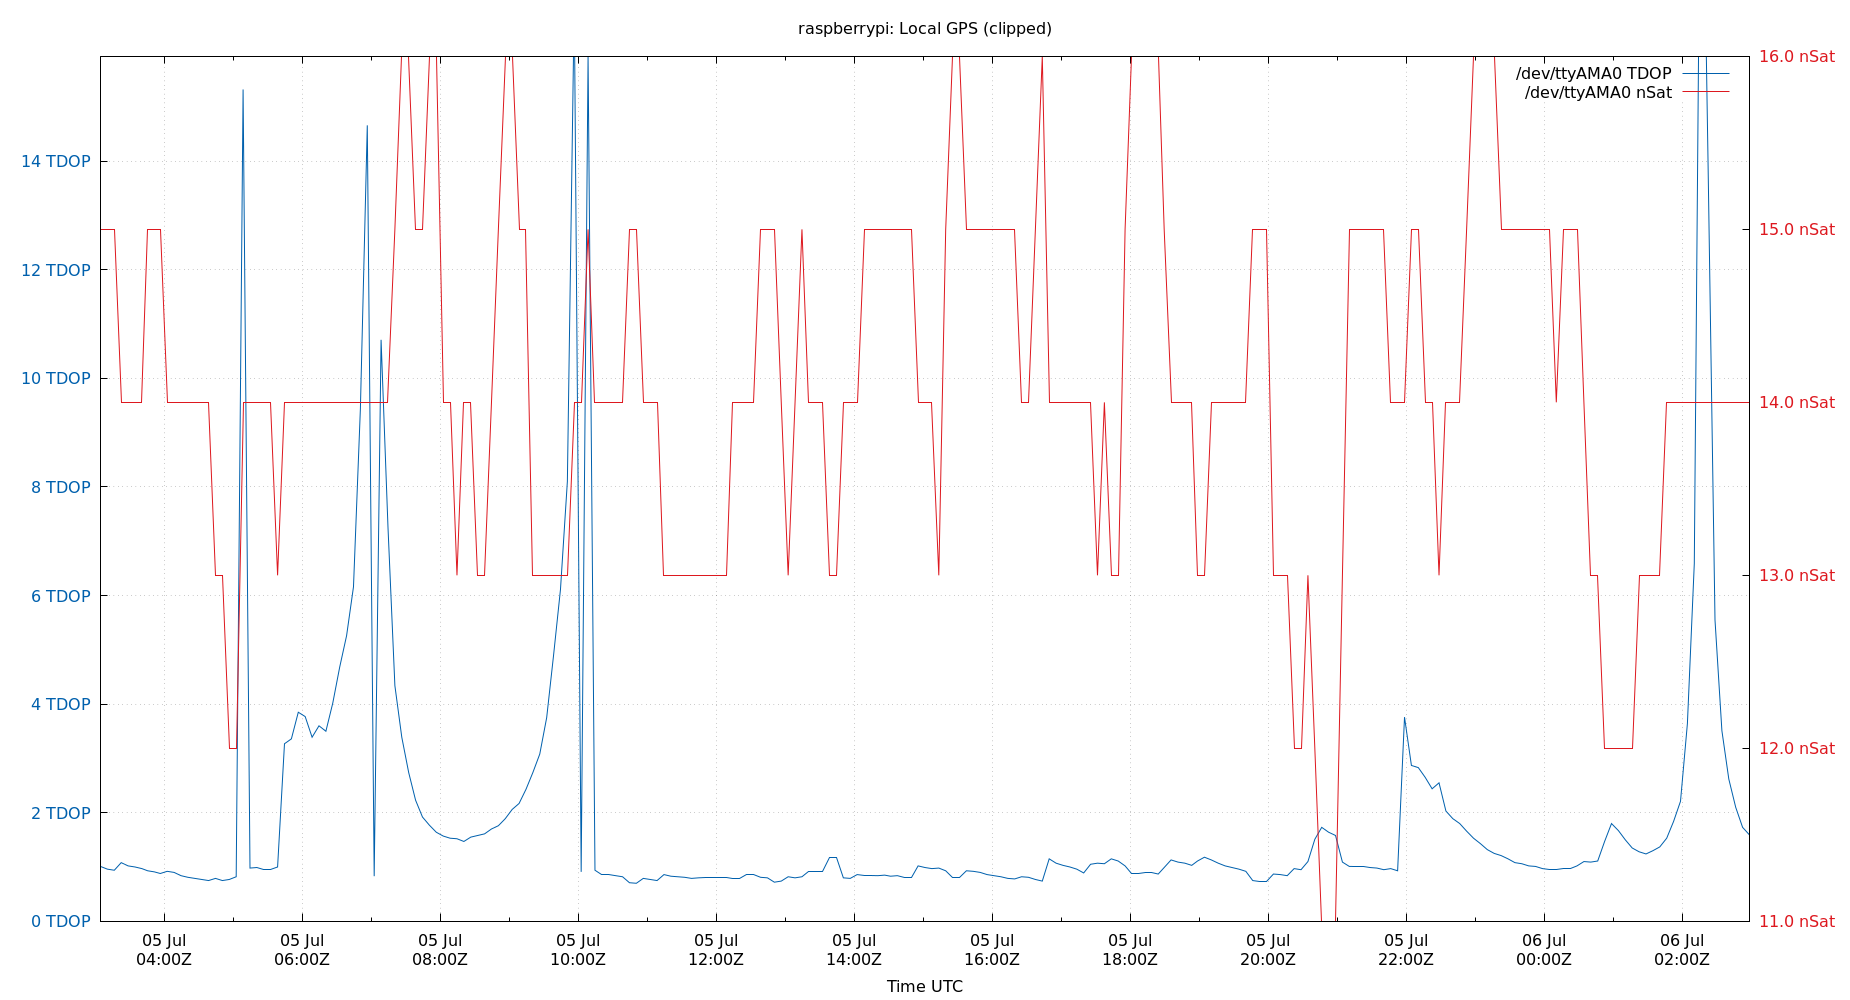 raspberrypi: Local GPS (clipped)
/dev/ttyAMA0 TDOP
/dev/ttyAMA0 nSat
14 TDOP
12 TDOP
10 TDOP
8 TDOP
6 TDOP
4 TDOP
2 TDOP
0 TDOP
16.0 nSat
15.0 nSat
14.0 nSat
13.0 nSat
12.0 nSat
11.0 nSat
05 Jul
04:00Z
05 Jul
06:00Z
05 Jul
08:00Z
05 Jul
10:00Z
05 Jul
12:00Z
05 Jul
14:00Z
05 Jul
16:00Z
05 Jul
18:00Z
05 Jul
20:00Z
05 Jul
22:00Z
06 Jul
00:00Z
06 Jul
02:00Z
Time UTC